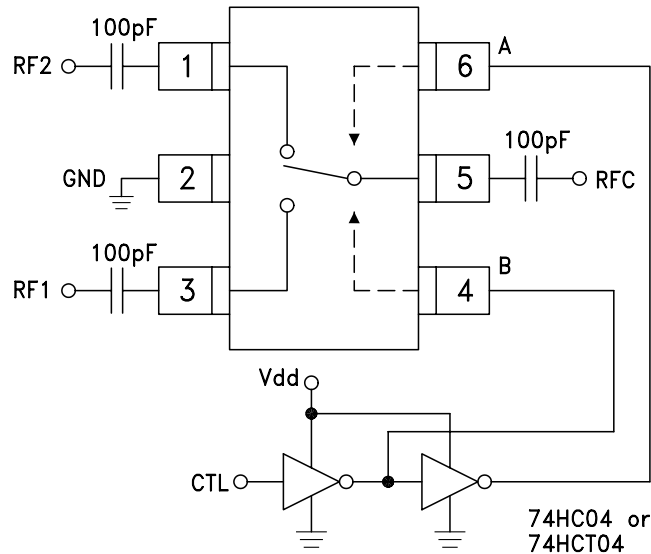 100pF
RF2
1
6
A
100pF
GND
2
5
RFC
100pF
B
RF1
3
4
Vdd
CTL
74HC04 or
74HCT04